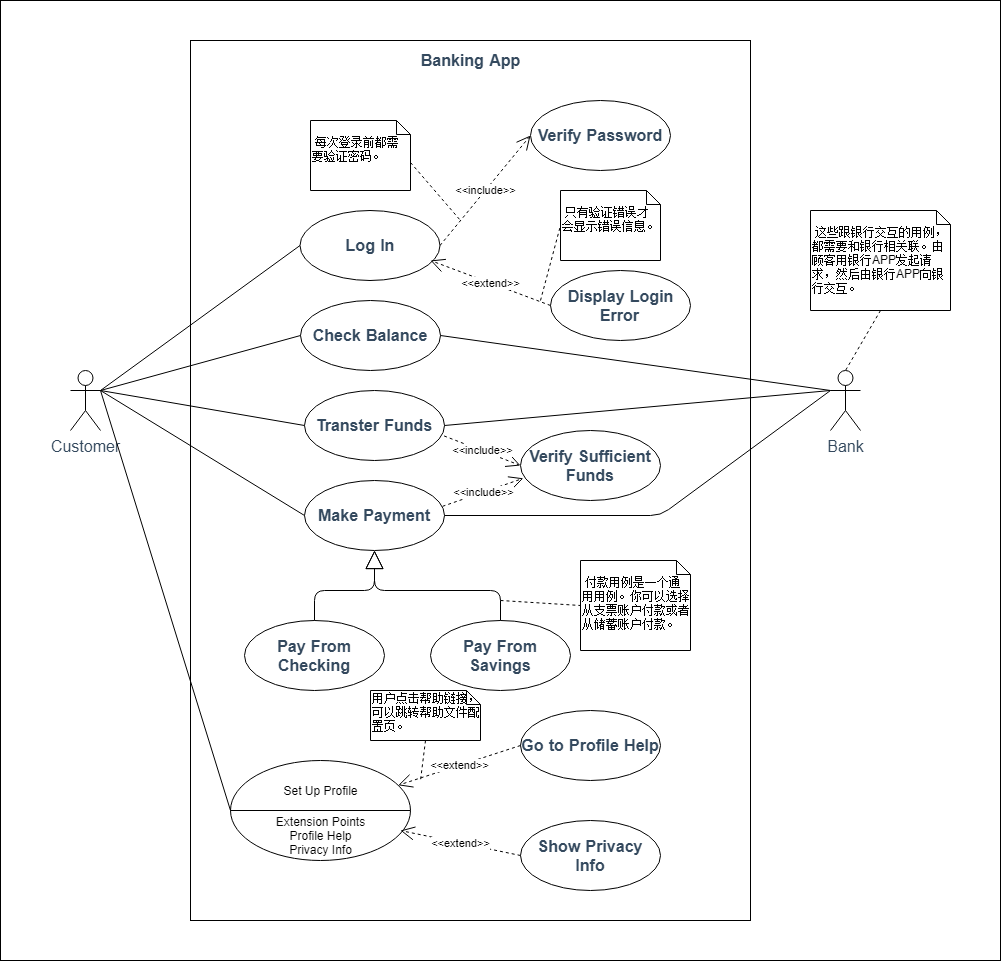 Banking App
Verify Password
每次登录前都需
要验证密码。
<<include>>
只有验证错误才
会显示错误信息。
Log In
<<extend>>
Display Login
Error
这些跟银行交互的用例，
都需要和银行相关联。由
顾客用银行APP发起请
求，然后由银行APP向银
行交互。
Check Balance
Customer
Bank
Transter Funds
<<include>>
Verify Sufficient
Funds
<<include>>
Make Payment
付款用例是一个通
用用例。你可以选择
从支票账户付款或者
从储蓄账户付款。
Pay From
Checking
Pay From
Savings
用户点击帮助链接，
可以跳转帮助文件配
置页。
Go to Profile Help
<<extend>>
Set Up Profile
Extension Points
Profile Help
Privacy Info
<<extend>>
Show Privacy
Info